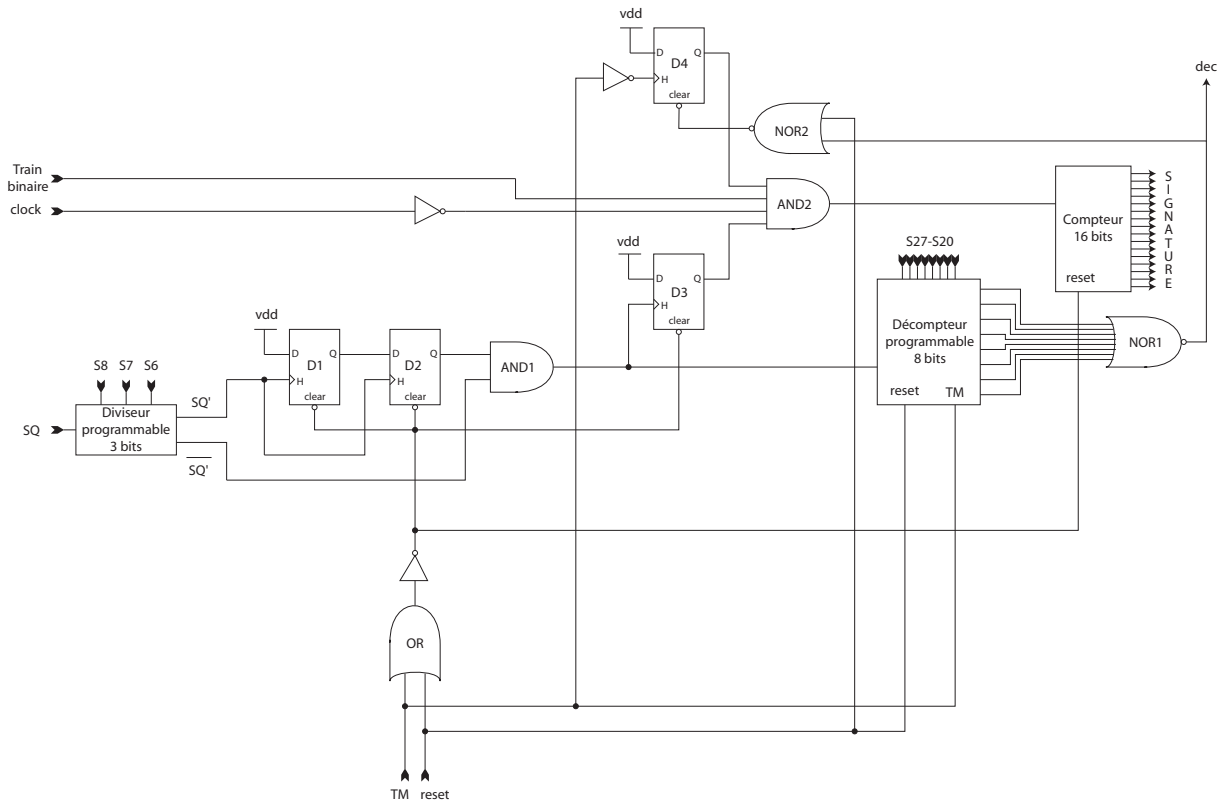 vdd
D
Q
D4
H
clear
dec
NOR2
Train
binaire
clock
AND2
S
I
G
N
A
T
U
R
E
Compteur
16 bits
reset
vdd
D
Q
D3
H
clear
S27-S20
Décompteur
programmable
8 bits
reset
TM
NOR1
vdd
D
Q
D1
H
clear
D
Q
D2
H
clear
AND1
S8
S7
S6
SQ
Diviseur
programmable
3 bits
SQ'
SQ'
OR
TM
reset